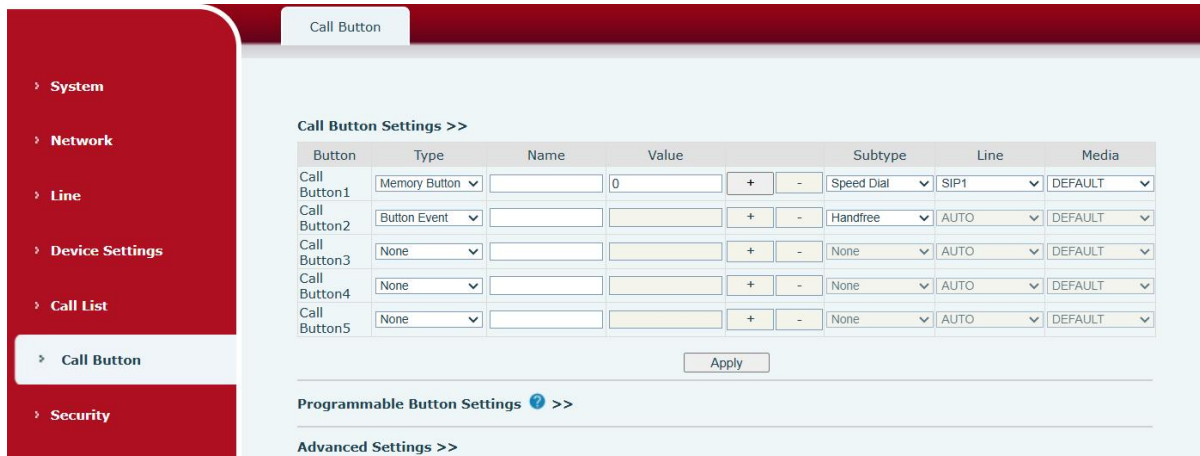 Call Button
System
Network
Line
Device Settings
Call List
Call Button
Security
Call Button Settings >>
Button Type Name Value Subtype Line Media
Call Button1 Memory Button 0 + - Speed Dial SIP1 DEFAULT
Call Button2 Button Event + - Handfree AUTO DEFAULT
Call Button3 None + - None AUTO DEFAULT
Call Button4 None + - None AUTO DEFAULT
Call Button5 None + - None AUTO DEFAULT
Apply
Programmable Button Settings ? >>
Advanced Settings >>